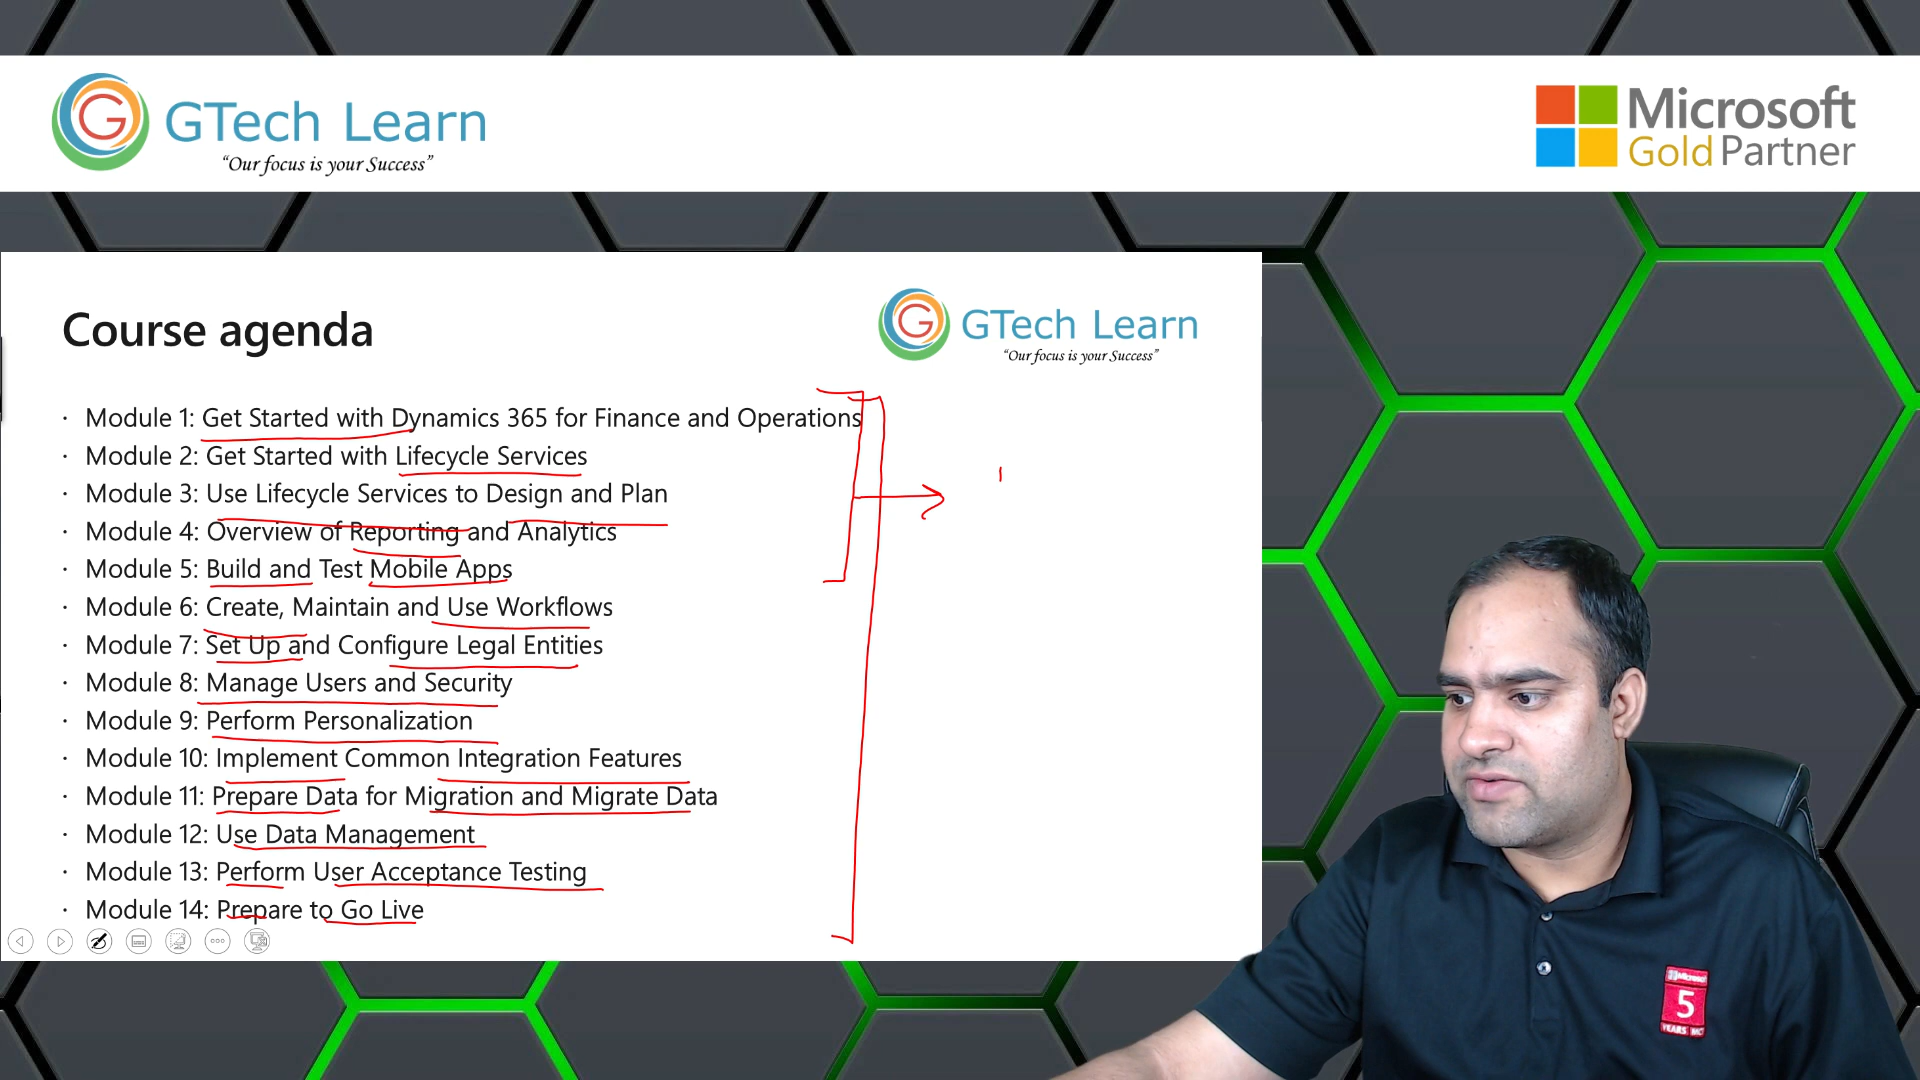 GTech Learn
"Our focus is your Success"
Microsoft
Gold Partner
Course agenda
GTech Learn
"Our focus is your Success"
· Module 1: Get Started with Dynamics 365 for Finance and Operations
· Module 2: Get Started with Lifecycle Services
· Module 3: Use Lifecycle Services to Design and Plan
· Module 4: Overview of Reporting and Analytics
· Module 5: Build and Test Mobile Apps
· Module 6: Create, Maintain and Use Workflows
· Module 7: Set Up and Configure Legal Entities
· Module 8: Manage Users and Security
· Module 9: Perform Personalization
· Module 10: Implement Common Integration Features
· Module 11: Prepare Data for Migration and Migrate Data
· Module 12: Use Data Management
· Module 13: Perform User Acceptance Testing
· Module 14: Prepare to Go Live
5
YEARS MC